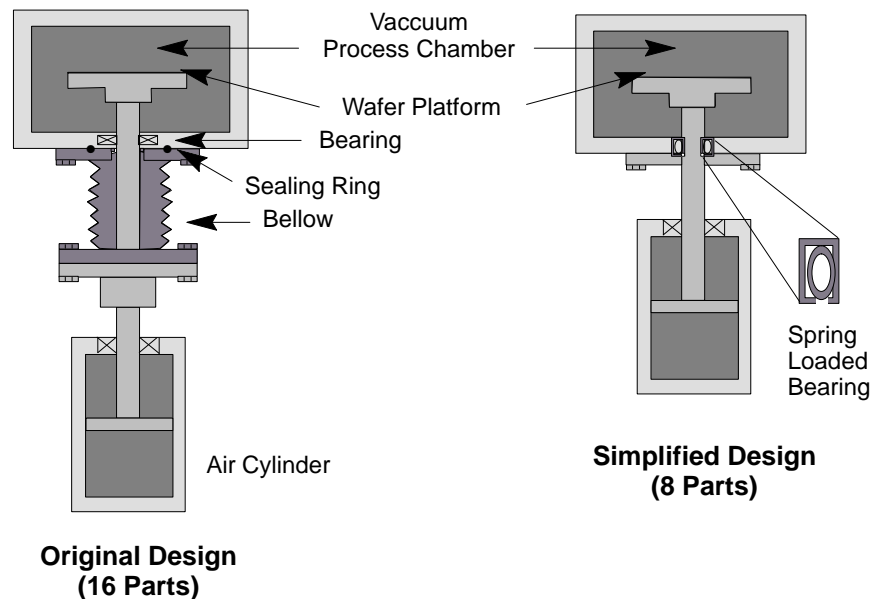 Vaccuum
Process Chamber
Wafer Platform
Bearing
Sealing Ring
Bellow
Air Cylinder
Original Design
(16 Parts)
Spring
Loaded
Bearing
Simplified Design
(8 Parts)